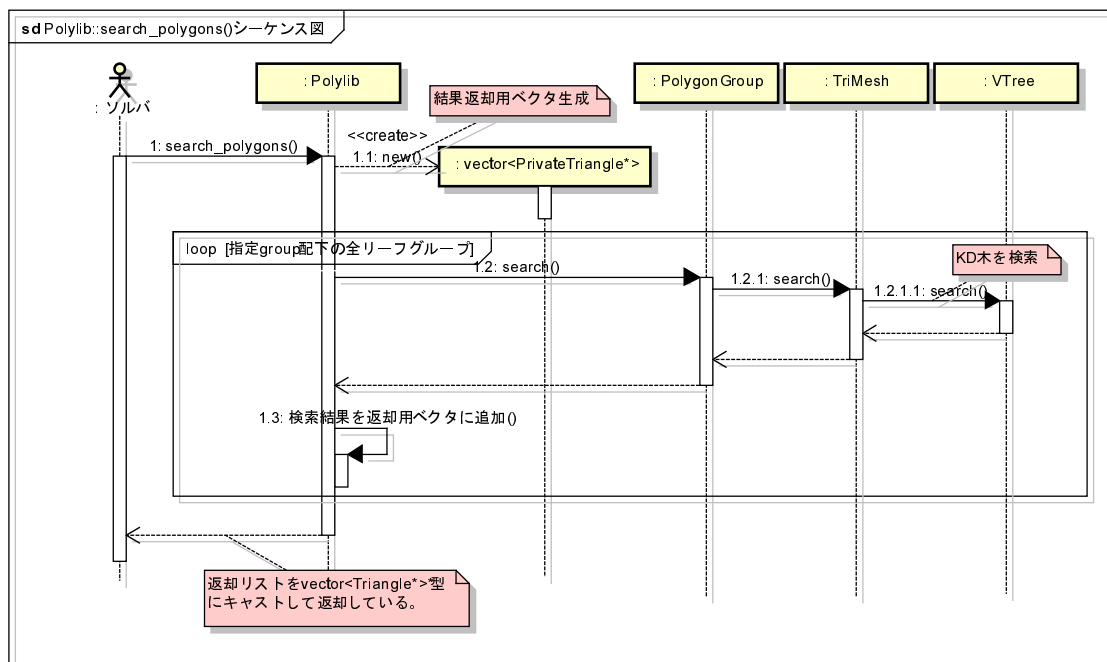 sd Polylib::search_polygons()シーケンス図
: ソルバ
: Polylib
: PolygonGroup
: TriMesh
: VTree
結果返却用ベクタ生成
<<create>>
1: search_polygons()
1.1: new()
: vector<PrivateTriangle*>
loop [指定group配下の全リーフグループ]
KD木を検索
1.2: search()
1.2.1: search()
1.2.1.1: search()
1.3: 検索結果を返却用ベクタに追加()
返却リストをvector<Triangle*>*型
にキャストして返却している。